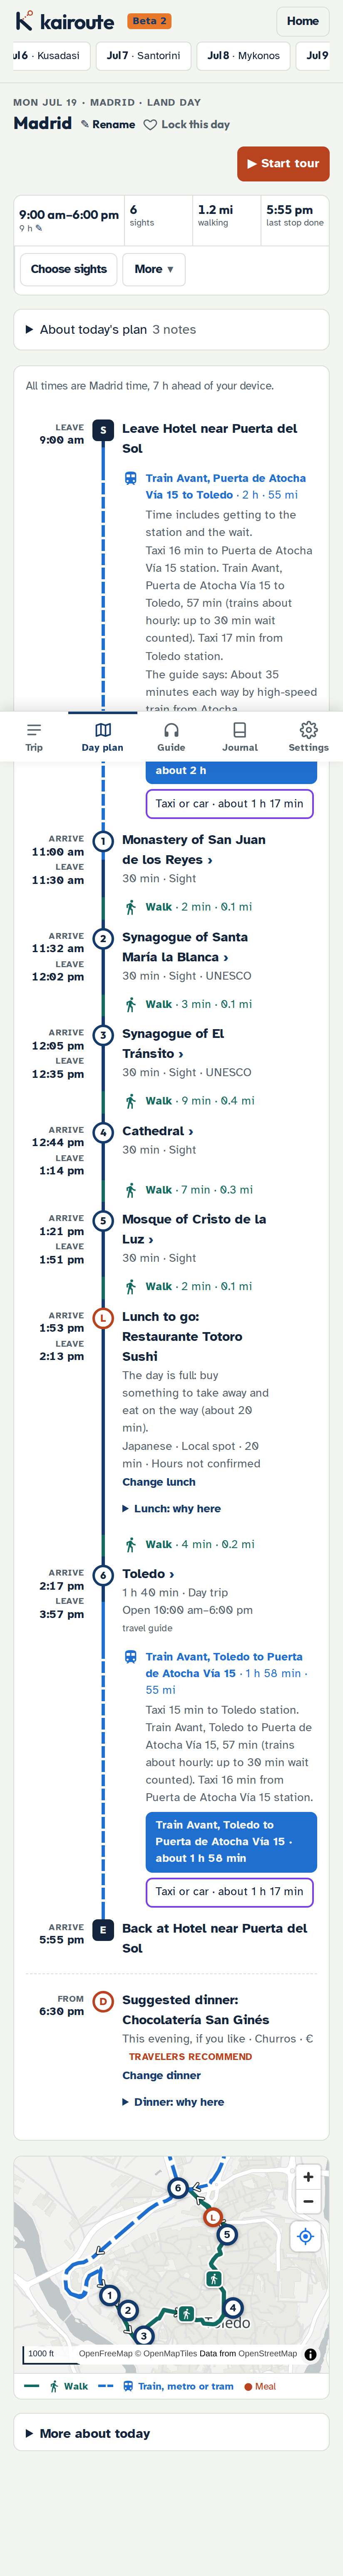 kairoute
Beta 2
Home
Jul 6 · Kusadasi
Jul 7 · Santorini
Jul 8 · Mykonos
Jul 9
MON JUL 19 · MADRID · LAND DAY
Madrid
✎ Rename
Lock this day
▶ Start tour
9:00 am–6:00 pm
9 h ✎
6
sights
1.2 mi
walking
5:55 pm
last stop done
Choose sights
More ▾
▶ About today's plan 3 notes
All times are Madrid time, 7 h ahead of your device.
LEAVE
9:00 am
S
Leave Hotel near Puerta del
Sol
Train Avant, Puerta de Atocha
Vía 15 to Toledo · 2 h · 55 mi
Time includes getting to the
station and the wait.
Taxi 16 min to Puerta de Atocha
Vía 15 station. Train Avant,
Puerta de Atocha Vía 15 to
Toledo, 57 min (trains about
hourly: up to 30 min wait
counted). Taxi 17 min from
Toledo station.
The guide says: About 35
minutes each way by high-speed
train from Atocha
Trip
Day plan
Guide
Journal
Settings
about 2 h
Taxi or car · about 1 h 17 min
ARRIVE
11:00 am
LEAVE
11:30 am
1
Monastery of San Juan
de los Reyes ›
30 min · Sight
Walk · 2 min · 0.1 mi
ARRIVE
11:32 am
LEAVE
12:02 pm
2
Synagogue of Santa
María la Blanca ›
30 min · Sight · UNESCO
Walk · 3 min · 0.1 mi
ARRIVE
12:05 pm
LEAVE
12:35 pm
3
Synagogue of El
Tránsito ›
30 min · Sight · UNESCO
Walk · 9 min · 0.4 mi
ARRIVE
12:44 pm
LEAVE
1:14 pm
4
Cathedral ›
30 min · Sight
Walk · 7 min · 0.3 mi
ARRIVE
1:21 pm
LEAVE
1:51 pm
5
Mosque of Cristo de la
Luz ›
30 min · Sight
Walk · 2 min · 0.1 mi
ARRIVE
1:53 pm
LEAVE
2:13 pm
L
Lunch to go:
Restaurante Totoro
Sushi
The day is full: buy
something to take away and
eat on the way (about 20
min).
Japanese · Local spot · 20
min · Hours not confirmed
Change lunch
▶ Lunch: why here
Walk · 4 min · 0.2 mi
ARRIVE
2:17 pm
LEAVE
3:57 pm
6
Toledo ›
1 h 40 min · Day trip
Open 10:00 am–6:00 pm
travel guide
Train Avant, Toledo to Puerta
de Atocha Vía 15 · 1 h 58 min ·
55 mi
Taxi 15 min to Toledo station.
Train Avant, Toledo to Puerta de
Atocha Vía 15, 57 min (trains
about hourly: up to 30 min wait
counted). Taxi 16 min from
Puerta de Atocha Vía 15 station.
Train Avant, Toledo to
Puerta de Atocha Vía 15 ·
about 1 h 58 min
Taxi or car · about 1 h 17 min
ARRIVE
5:55 pm
E
Back at Hotel near Puerta del
Sol
FROM
6:30 pm
D
Suggested dinner:
Chocolatería San Ginés
This evening, if you like · Churros · €
TRAVELERS RECOMMEND
Change dinner
▶ Dinner: why here
6
L
5
1
2
3
4
+
−
1000 ft
OpenFreeMap © OpenMapTiles Data from OpenStreetMap
Walk
Train, metro or tram
Meal
▶ More about today